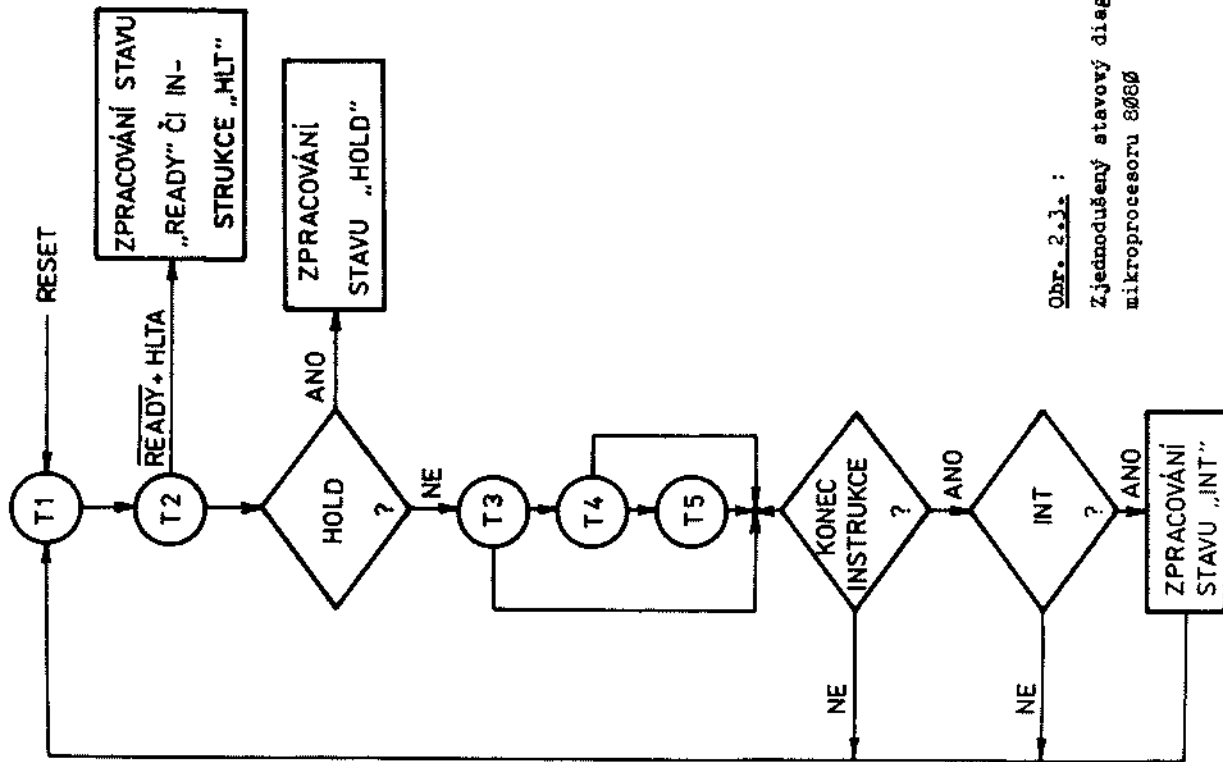 RESET
T1
T2
READY + HLTA
ZPRACOVÁNÍ STAVU
„READY" ČI IN-
STRUKCE „HLT"
HOLD
?
ANO
ZPRACOVÁNÍ
STAVU „HOLD"
NE
T3
T4
T5
KONEC
INSTRUKCE
?
NE
ANO
INT
?
NE
ANO
ZPRACOVÁNÍ
STAVU „INT"
Obr. 2.3. :
Zjednodušený stavový
mikroprocesoru 8080